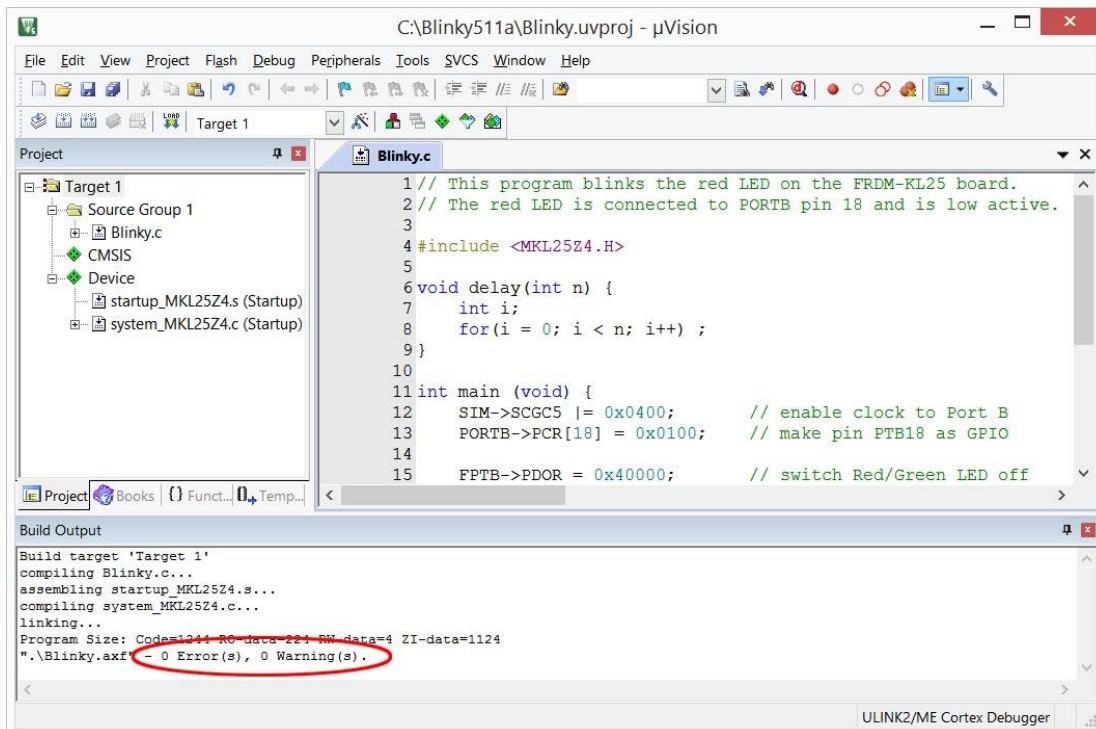 C:\Blinky511a\Blinky.uvproj - µVision
File Edit View Project Flash Debug Peripherals Tools SVCS Window Help
LOAD Target 1
Project
Target 1
Source Group 1
Blinky.c
CMSIS
Device
startup_MKL25Z4.s (Startup)
system_MKL25Z4.c (Startup)
Project Books {} Funct... 0 Temp...
Blinky.c
1 // This program blinks the red LED on the FRDM-KL25 board.
2 // The red LED is connected to PORTB pin 18 and is low active.
3
4 #include <MKL25Z4.H>
5
6 void delay(int n) {
7     int i;
8     for(i = 0; i < n; i++) ;
9 }
10
11 int main (void) {
12     SIM->SCGC5 |= 0x0400;       // enable clock to Port B
13     PORTB->PCR[18] = 0x0100;    // make pin PTB18 as GPIO
14
15     FPTB->PDOR = 0x40000;       // switch Red/Green LED off
Build Output
Build target 'Target 1'
compiling Blinky.c...
assembling startup_MKL25Z4.s...
compiling system_MKL25Z4.c...
linking...
Program Size: Code=1244 RO-data=224 RW-data=4 ZI-data=1124
".\Blinky.axf" - 0 Error(s), 0 Warning(s).
ULINK2/ME Cortex Debugger